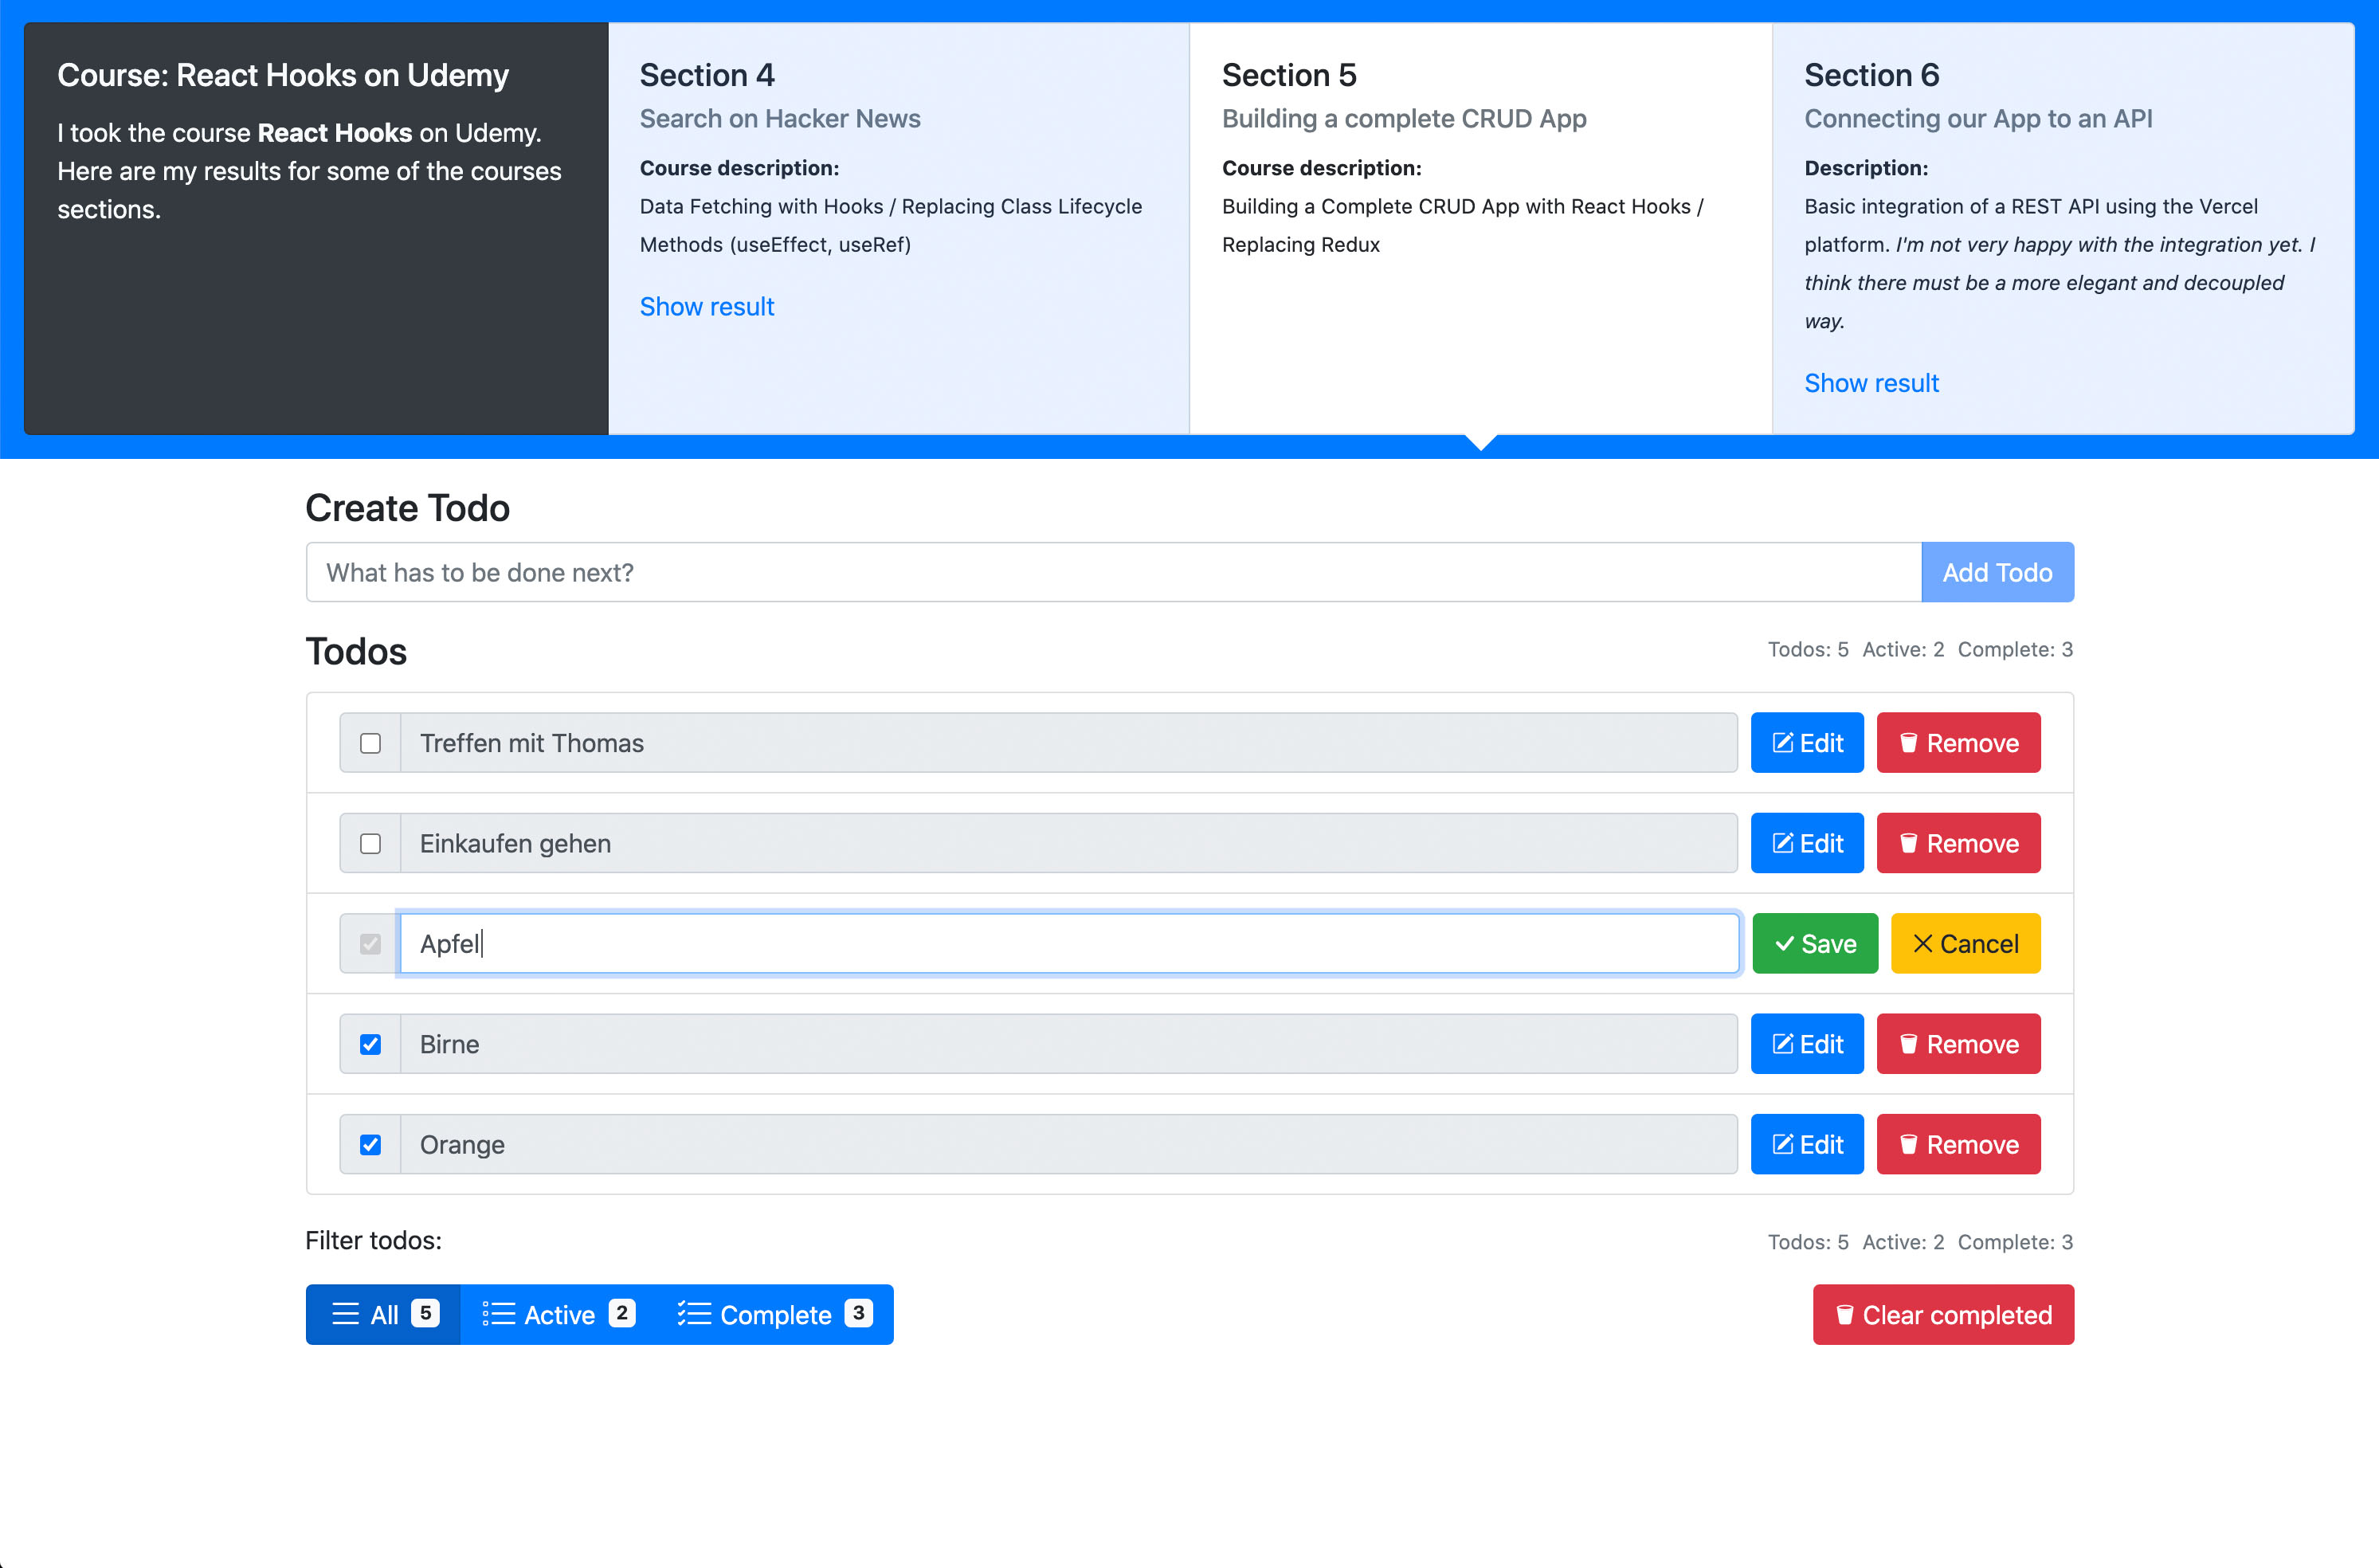 Course: React Hooks on Udemy
I took the course React Hooks on Udemy.
Here are my results for some of the courses
sections.
Section 4
Search on Hacker News
Course description:
Data Fetching with Hooks / Replacing Class Lifecycle
Methods (useEffect, useRef)
Show result
Section 5
Building a complete CRUD App
Course description:
Building a Complete CRUD App with React Hooks /
Replacing Redux
Section 6
Connecting our App to an API
Description:
Basic integration of a REST API using the Vercel
platform. I'm not very happy with the integration yet. I
think there must be a more elegant and decoupled
way.
Show result
Create Todo
What has to be done next?
Add Todo
Todos
Todos: 5 Active: 2 Complete: 3
Treffen mit Thomas
Edit
Remove
Einkaufen gehen
Edit
Remove
Apfel
Save
Cancel
Birne
Edit
Remove
Orange
Edit
Remove
Filter todos:
Todos: 5 Active: 2 Complete: 3
All 5
Active 2
Complete 3
Clear completed